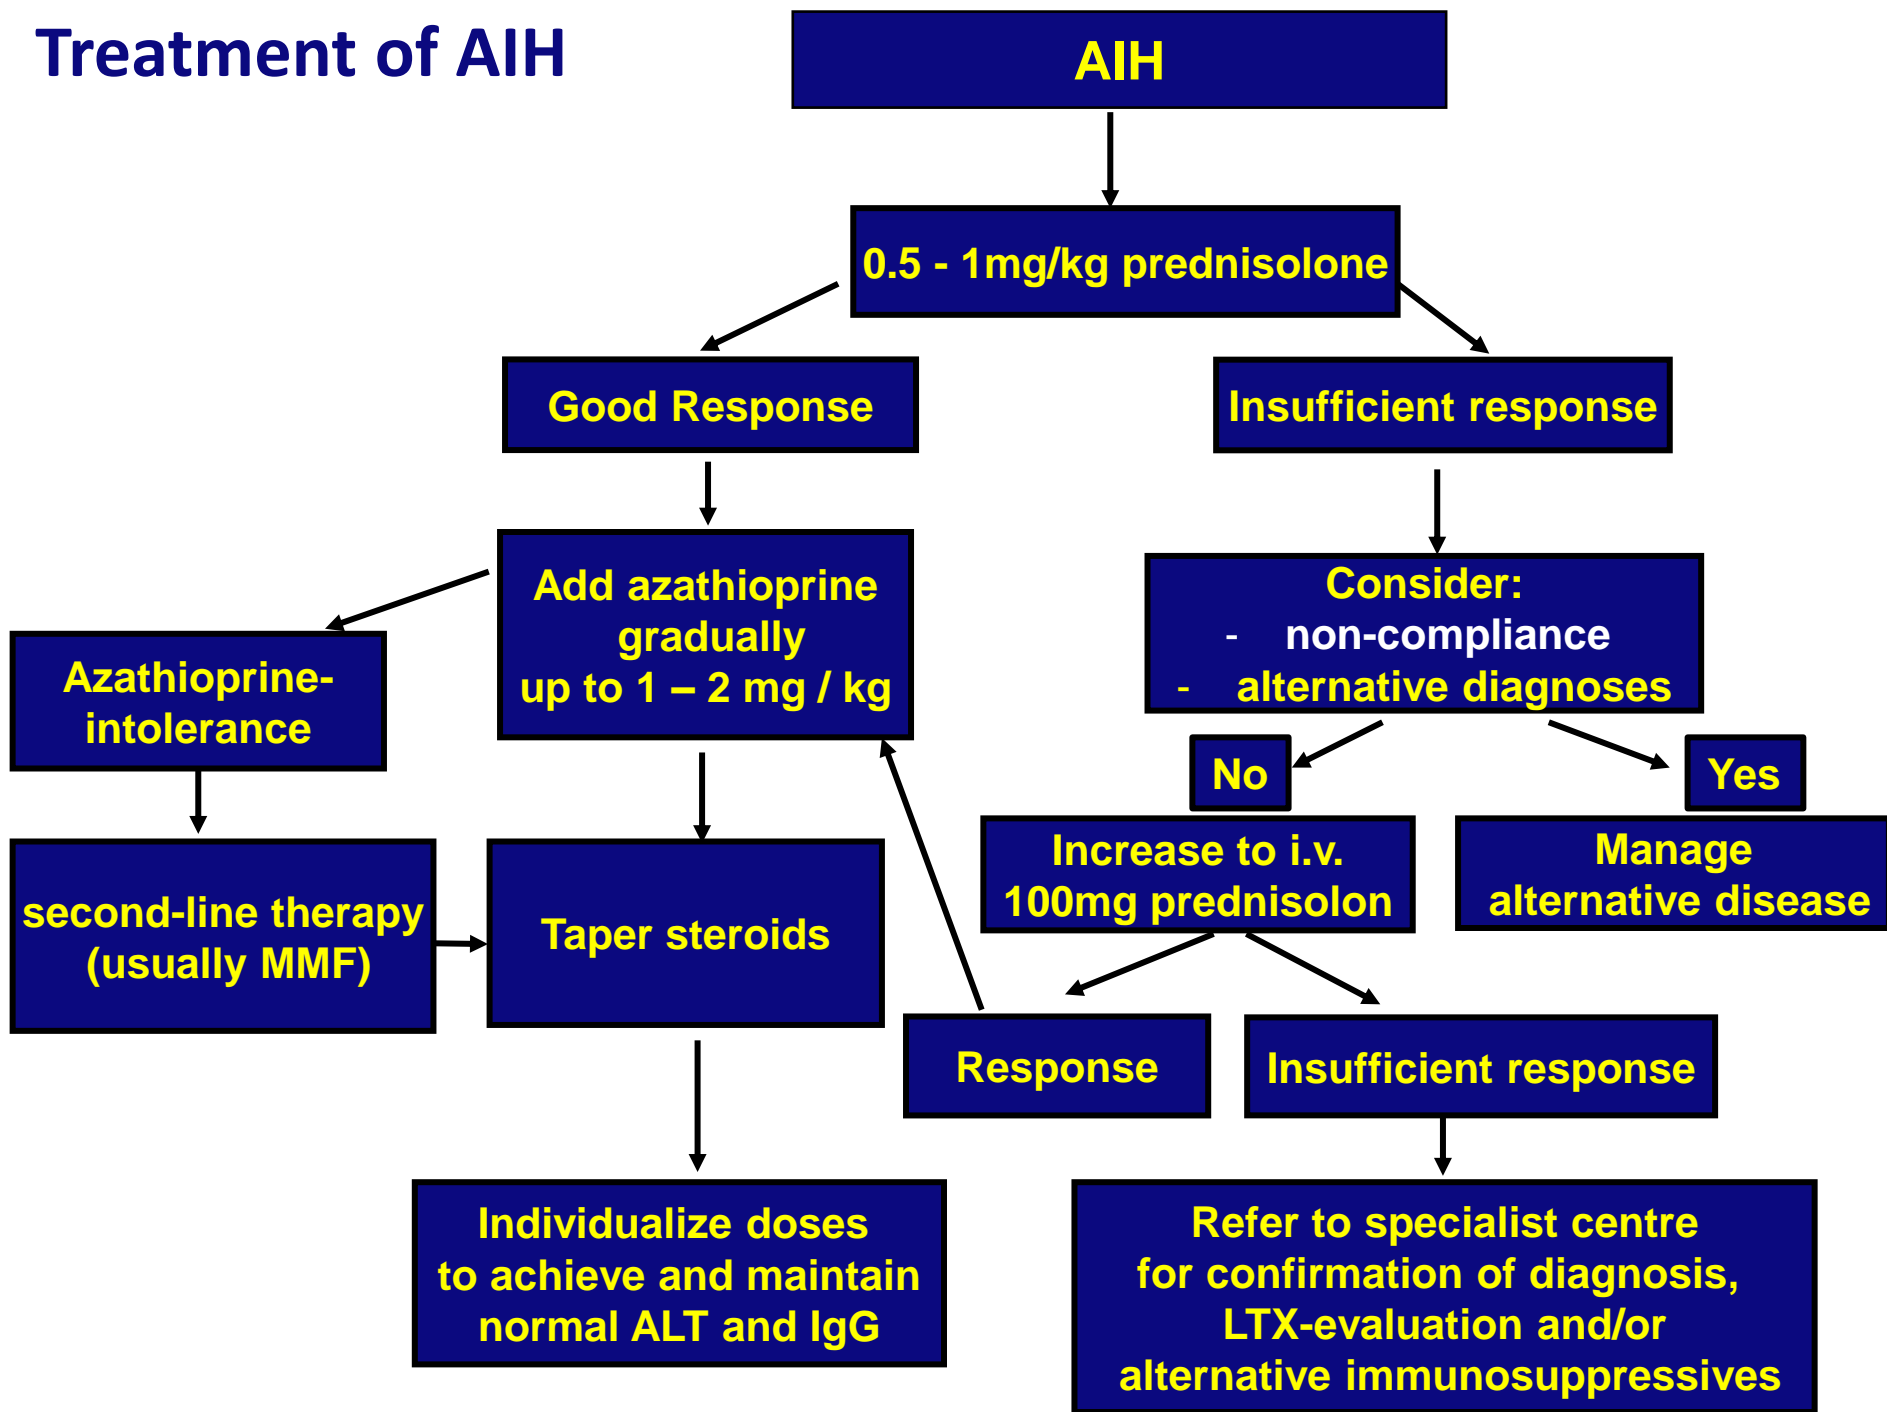 Treatment of AIH
AIH
0.5 - 1mg/kg prednisolone
Good Response
Insufficient response
Add azathioprine
gradually
up to 1 – 2 mg / kg
Consider:
- non-compliance
- alternative diagnoses
Azathioprine-
intolerance
No
Yes
second-line therapy
(usually MMF)
Taper steroids
Increase to i.v.
100mg prednisolon
Manage
alternative disease
Response
Insufficient response
Individualize doses
to achieve and maintain
normal ALT and IgG
Refer to specialist centre
for confirmation of diagnosis,
LTX-evaluation and/or
alternative immunosuppressives